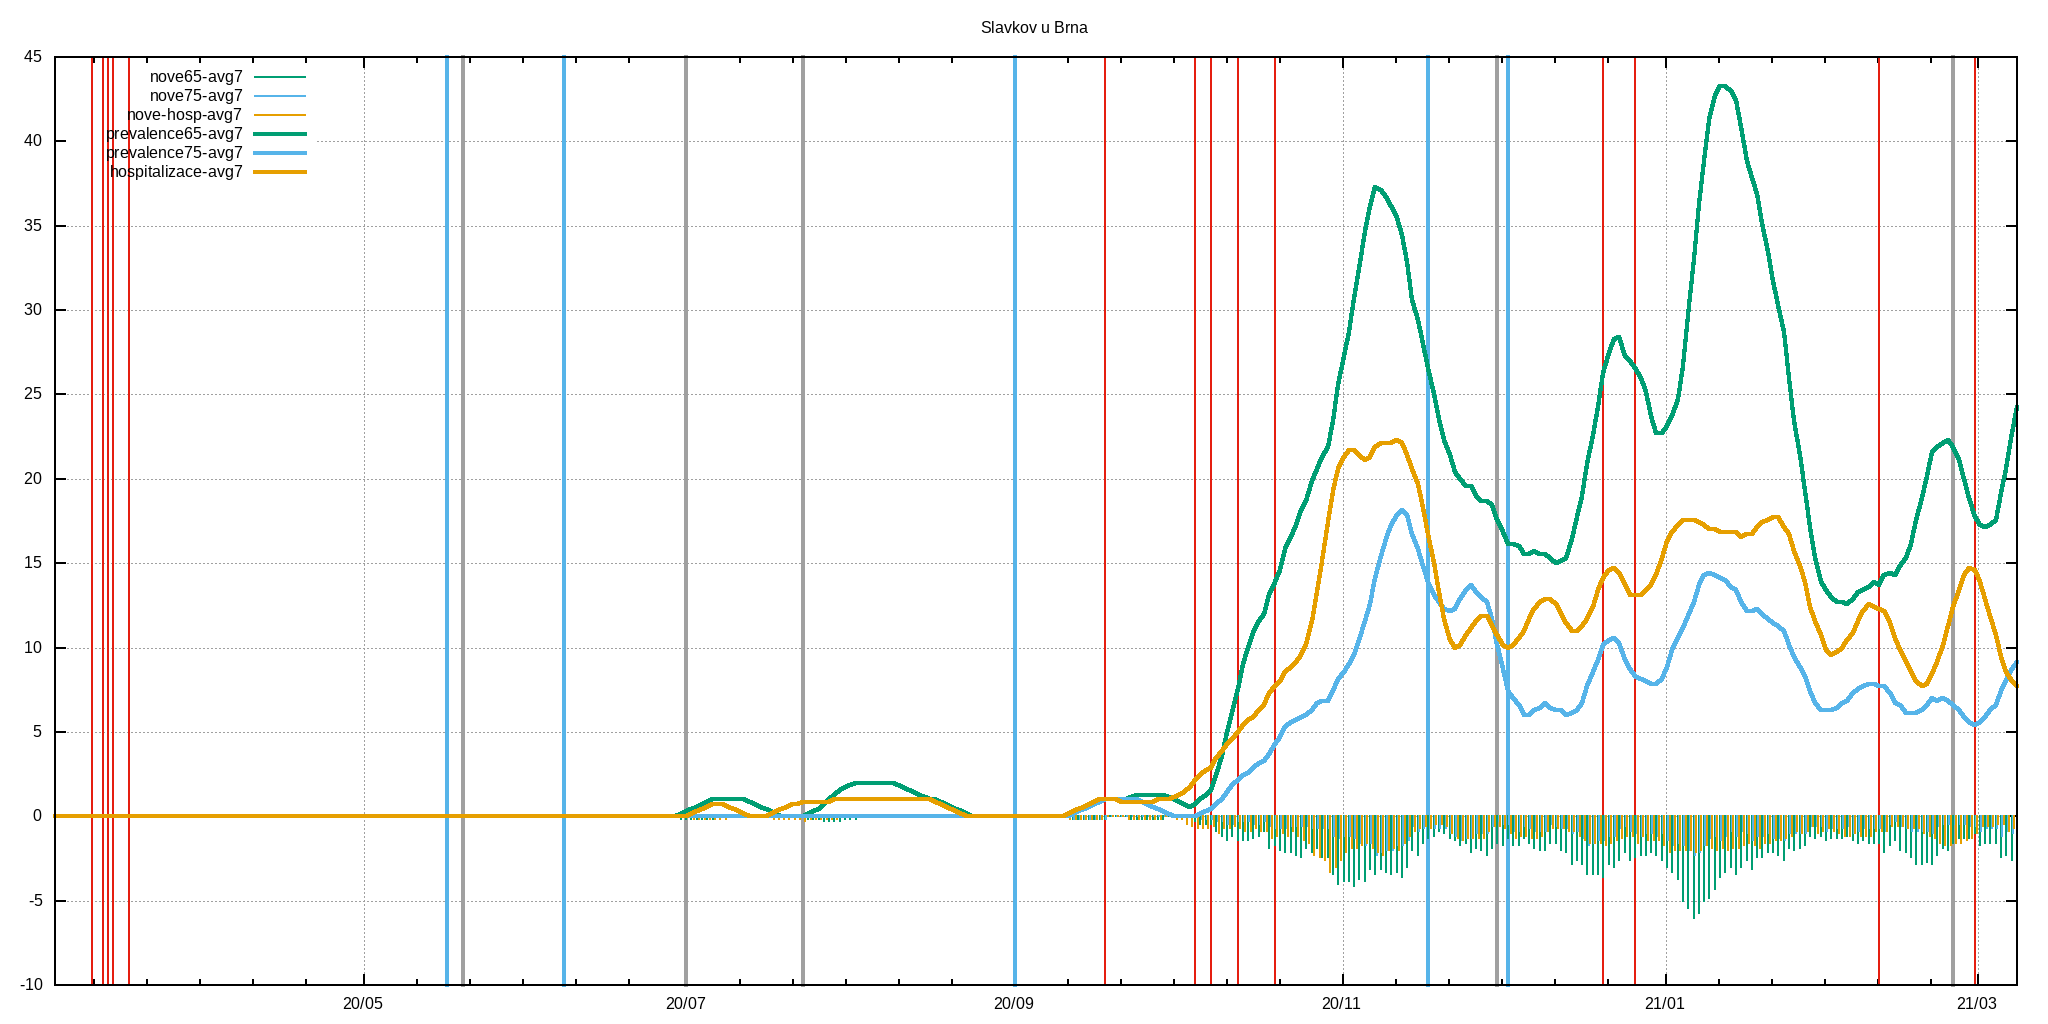 Slavkov u Brna
45
40
35
30
25
20
15
10
5
0
-5
-10
nove65-avg7
nove75-avg7
nove-hosp-avg7
prevalence65-avg7
prevalence75-avg7
hospitalizace-avg7
20/05 20/07 20/09 20/11 21/01 21/03